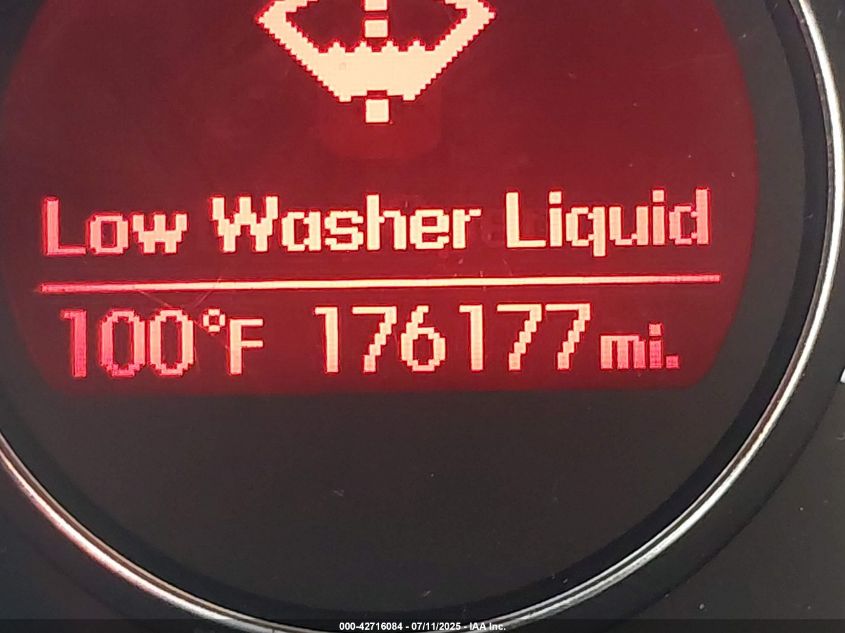 Low Washer Liquid
100°F 176177 mi.
000-42716084 - 07/11/2025 - IAA Inc.